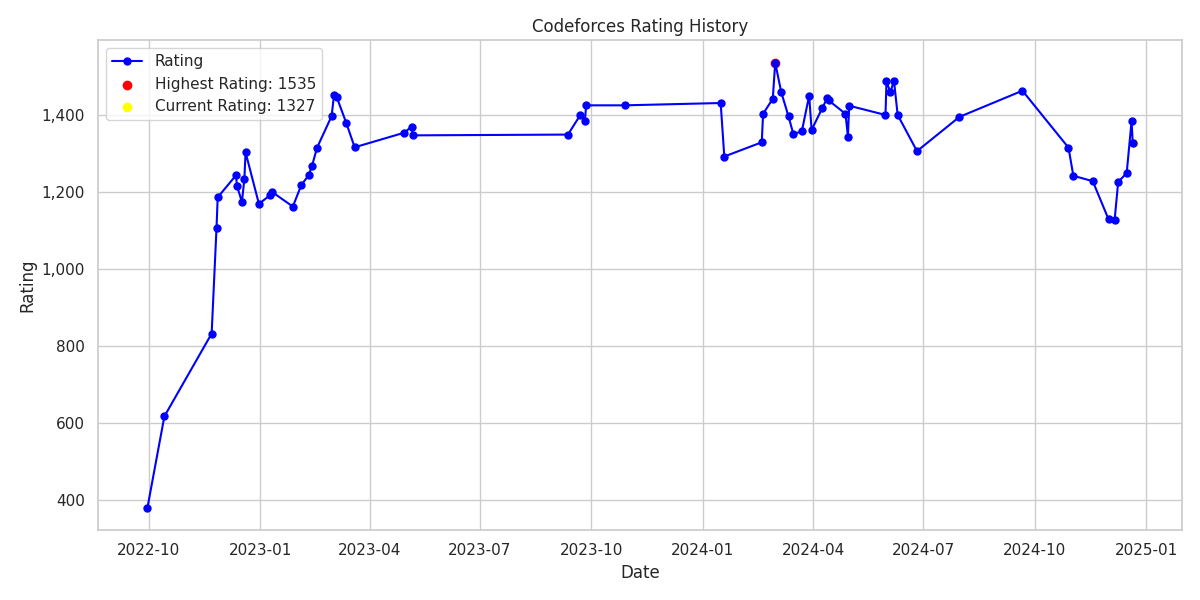 Codeforces Rating History
Rating
Highest Rating: 1535
Current Rating: 1327
1,400
1,200
1,000
800
600
400
Rating
2022-10 2023-01 2023-04 2023-07 2023-10 2024-01 2024-04 2024-07 2024-10 2025-01
Date